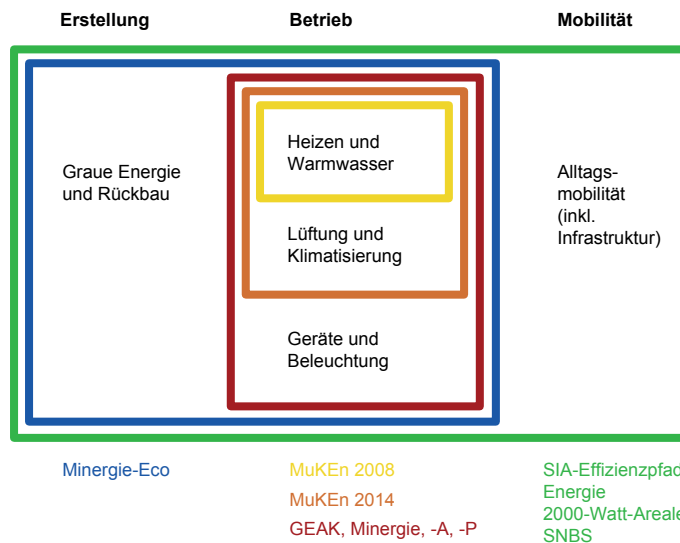 Erstellung
Betrieb
Mobilität
Graue Energie
und Rückbau
Heizen und
Warmwasser
Lüftung und
Klimatisierung
Geräte und
Beleuchtung
Alltags-
mobilität
(inkl.
Infrastruktur)
Minergie-Eco
MuKEn 2008
MuKEn 2014
GEAK, Minergie, -A, -P
SIA-Effizienzpfad
Energie
2000-Watt-Areale
SNBS